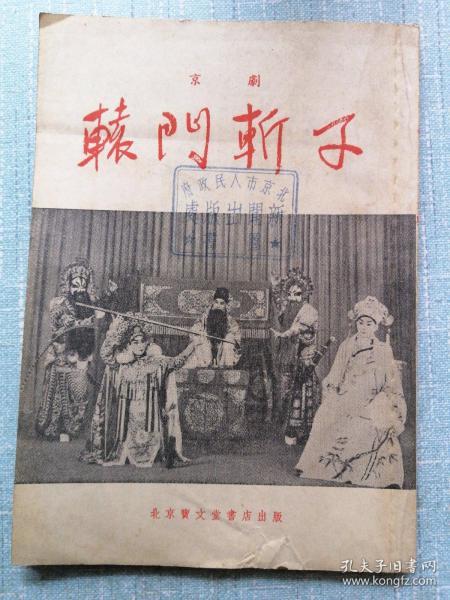 京劇
轅門斬子
北京市人民政府
新聞出版處
北京寶文堂書店出版
孔夫子旧书网
www.kongfz.com